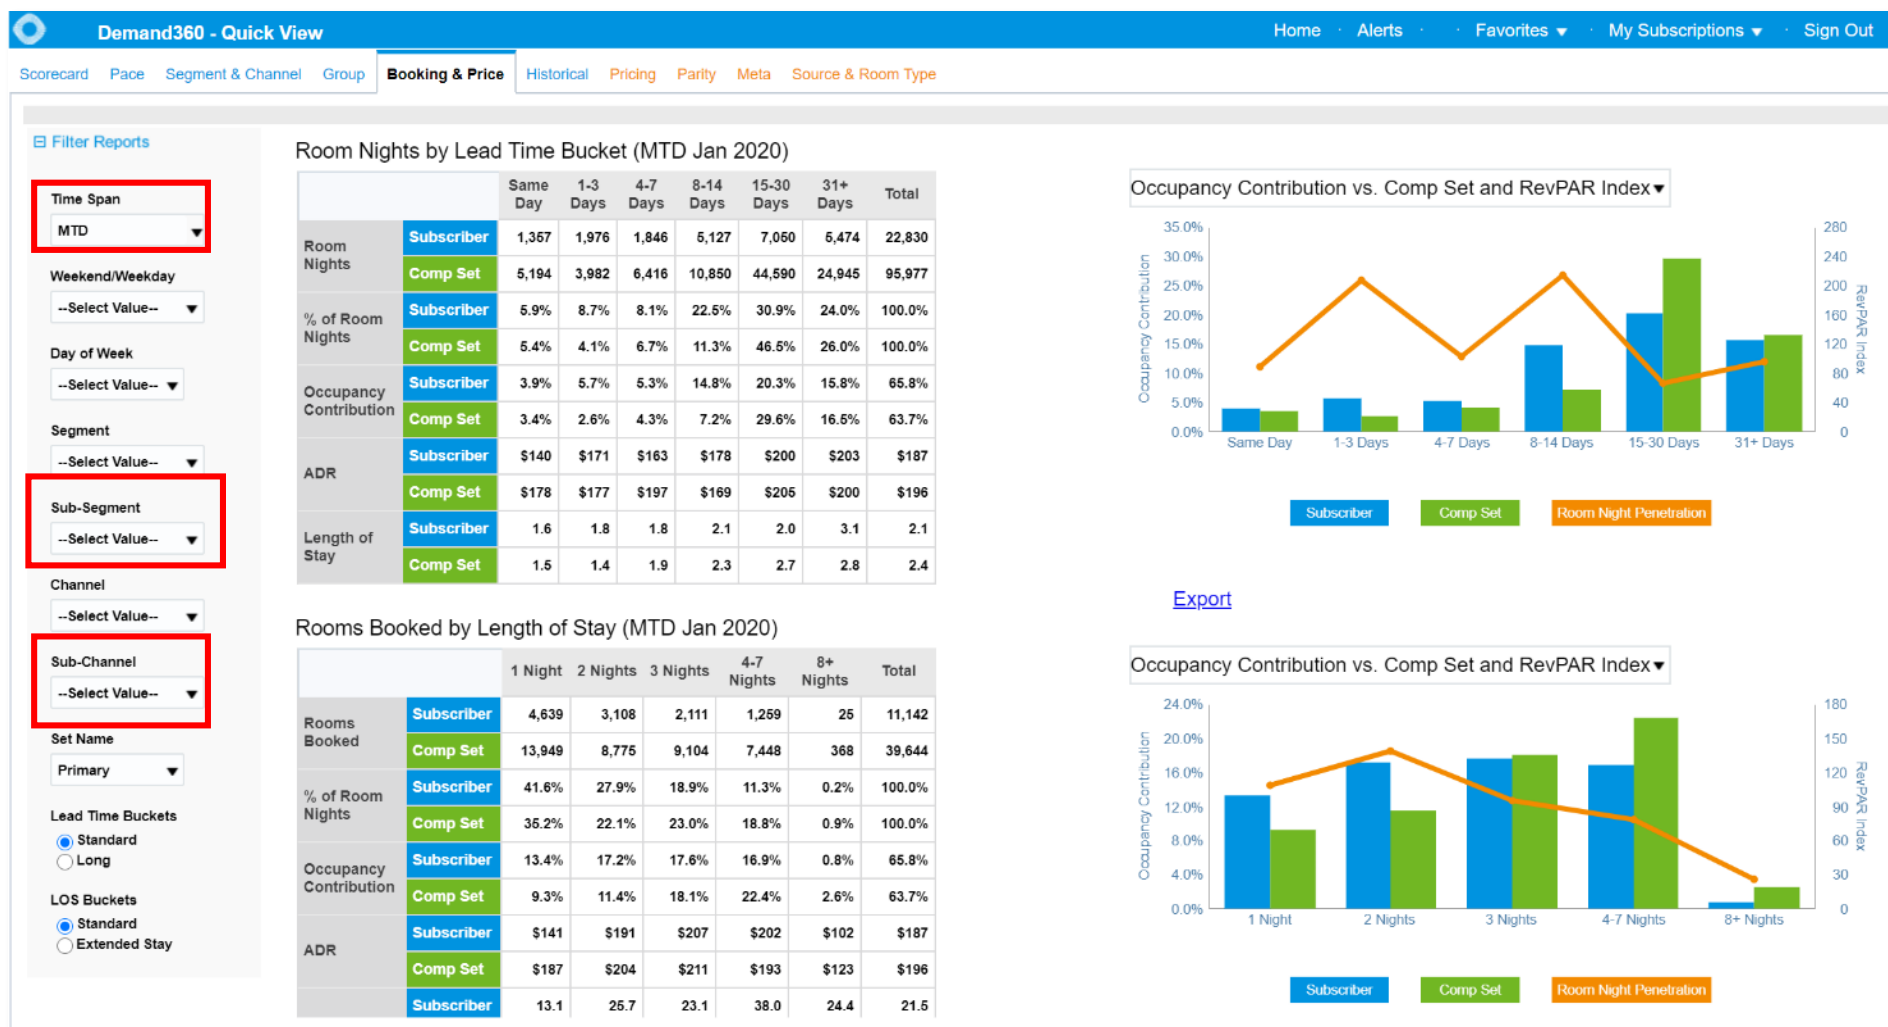 Demand360 - Quick View
Home · Alerts · · Favorites ▼ · My Subscriptions ▼ · Sign Out
Scorecard Pace Segment & Channel Group Booking & Price Historical Pricing Parity Meta Source & Room Type
Filter Reports
Time Span
MTD
Weekend/Weekday
--Select Value--
Day of Week
--Select Value--
Segment
--Select Value--
Sub-Segment
--Select Value--
Channel
--Select Value--
Sub-Channel
--Select Value--
Set Name
Primary
Lead Time Buckets
Standard
Long
LOS Buckets
Standard
Extended Stay
Room Nights by Lead Time Bucket (MTD Jan 2020)
Same Day 1-3 Days 4-7 Days 8-14 Days 15-30 Days 31+ Days Total
Room Nights
Subscriber 1,357 1,976 1,846 5,127 7,050 5,474 22,830
Comp Set 5,194 3,982 6,416 10,850 44,590 24,945 95,977
% of Room Nights
Subscriber 5.9% 8.7% 8.1% 22.5% 30.9% 24.0% 100.0%
Comp Set 5.4% 4.1% 6.7% 11.3% 46.5% 26.0% 100.0%
Occupancy Contribution
Subscriber 3.9% 5.7% 5.3% 14.8% 20.3% 15.8% 65.8%
Comp Set 3.4% 2.6% 4.3% 7.2% 29.6% 16.5% 63.7%
ADR
Subscriber $140 $171 $163 $178 $200 $203 $187
Comp Set $178 $177 $197 $169 $205 $200 $196
Length of Stay
Subscriber 1.6 1.8 1.8 2.1 2.0 3.1 2.1
Comp Set 1.5 1.4 1.9 2.3 2.7 2.8 2.4
Occupancy Contribution vs. Comp Set and RevPAR Index▼
Occupancy Contribution
35.0%
30.0%
25.0%
20.0%
15.0%
10.0%
5.0%
0.0%
280
240
200
160
120
80
40
0
RevPAR Index
Same Day 1-3 Days 4-7 Days 8-14 Days 15-30 Days 31+ Days
Subscriber Comp Set Room Night Penetration
Export
Rooms Booked by Length of Stay (MTD Jan 2020)
1 Night 2 Nights 3 Nights 4-7 Nights 8+ Nights Total
Rooms Booked
Subscriber 4,639 3,108 2,111 1,259 25 11,142
Comp Set 13,949 8,775 9,104 7,448 368 39,644
% of Room Nights
Subscriber 41.6% 27.9% 18.9% 11.3% 0.2% 100.0%
Comp Set 35.2% 22.1% 23.0% 18.8% 0.9% 100.0%
Occupancy Contribution
Subscriber 13.4% 17.2% 17.6% 16.9% 0.8% 65.8%
Comp Set 9.3% 11.4% 18.1% 22.4% 2.6% 63.7%
ADR
Subscriber $141 $191 $207 $202 $102 $187
Comp Set $187 $204 $211 $193 $123 $196
Subscriber 13.1 25.7 23.1 38.0 24.4 21.5
Occupancy Contribution vs. Comp Set and RevPAR Index▼
Occupancy Contribution
24.0%
20.0%
16.0%
12.0%
8.0%
4.0%
0.0%
180
150
120
90
60
30
0
RevPAR Index
1 Night 2 Nights 3 Nights 4-7 Nights 8+ Nights
Subscriber Comp Set Room Night Penetration